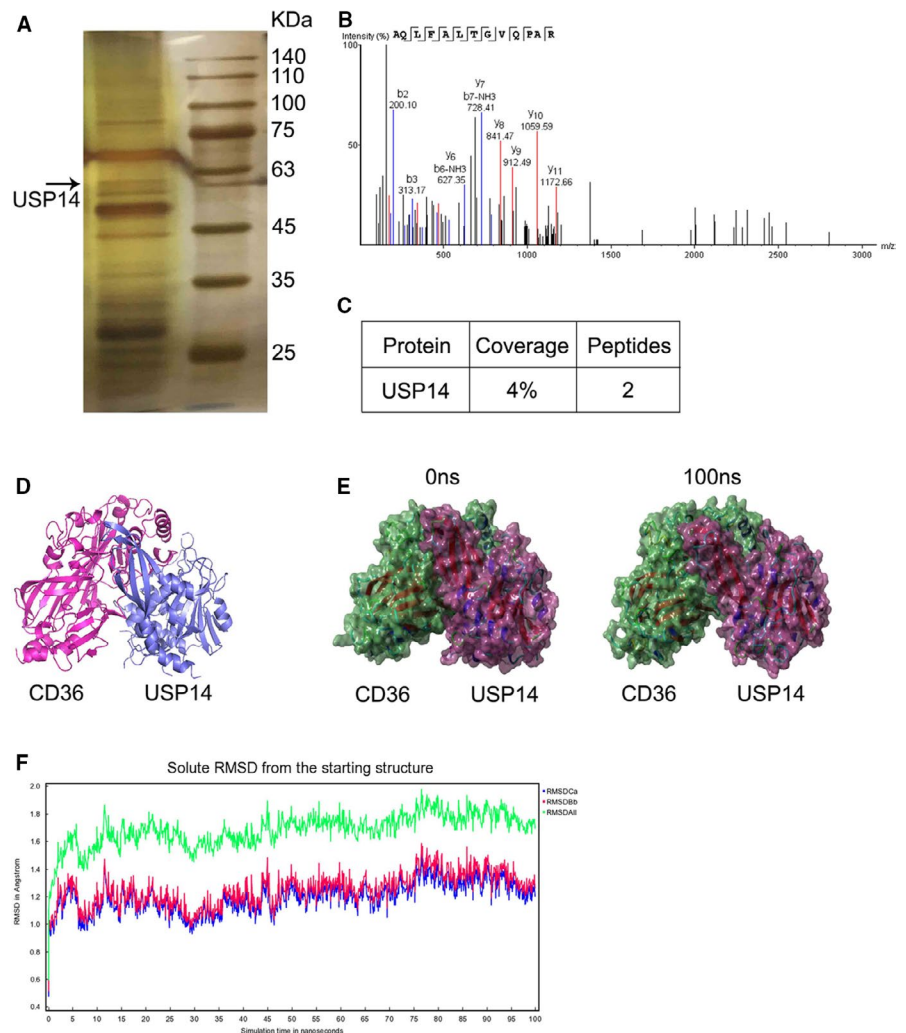 A
KDa
140
110
100
75
63
USP14
45
35
25
B
Intensity (%)
AQLFALTGVQPAR
100
50
b2
200.10
b3
313.17
y6
b6-NH3
627.35
y7
b7-NH3
728.41
y8
841.47
y9
912.49
y10
1059.59
y11
1172.66
500
1000
1500
2000
2500
3000
m/z
C
Protein Coverage Peptides
USP14 4% 2
D
CD36 USP14
E
0ns 100ns
CD36 USP14 CD36 USP14
F
Solute RMSD from the starting structure
RMSDCa
RMSDBb
RMSDAll
RMSD in Angstrom
2.0
1.8
1.6
1.4
1.2
1.0
0.8
0.6
0.4
0 5 10 15 20 25 30 35 40 45 50 55 60 65 70 75 80 85 90 95 100
Simulation time in nanoseconds